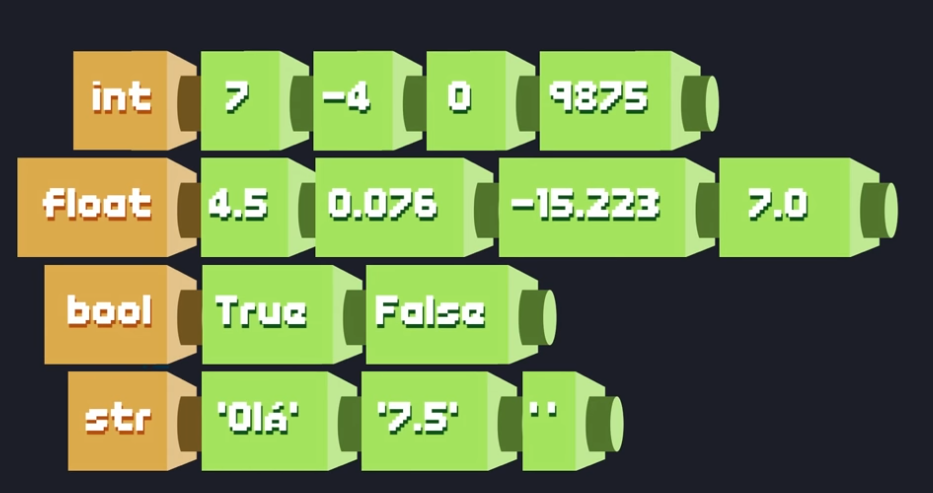 int 7 -4 0 9875
float 4.5 0.076 -15.223 7.0
bool True False
str 'Olá' '7.5' ''